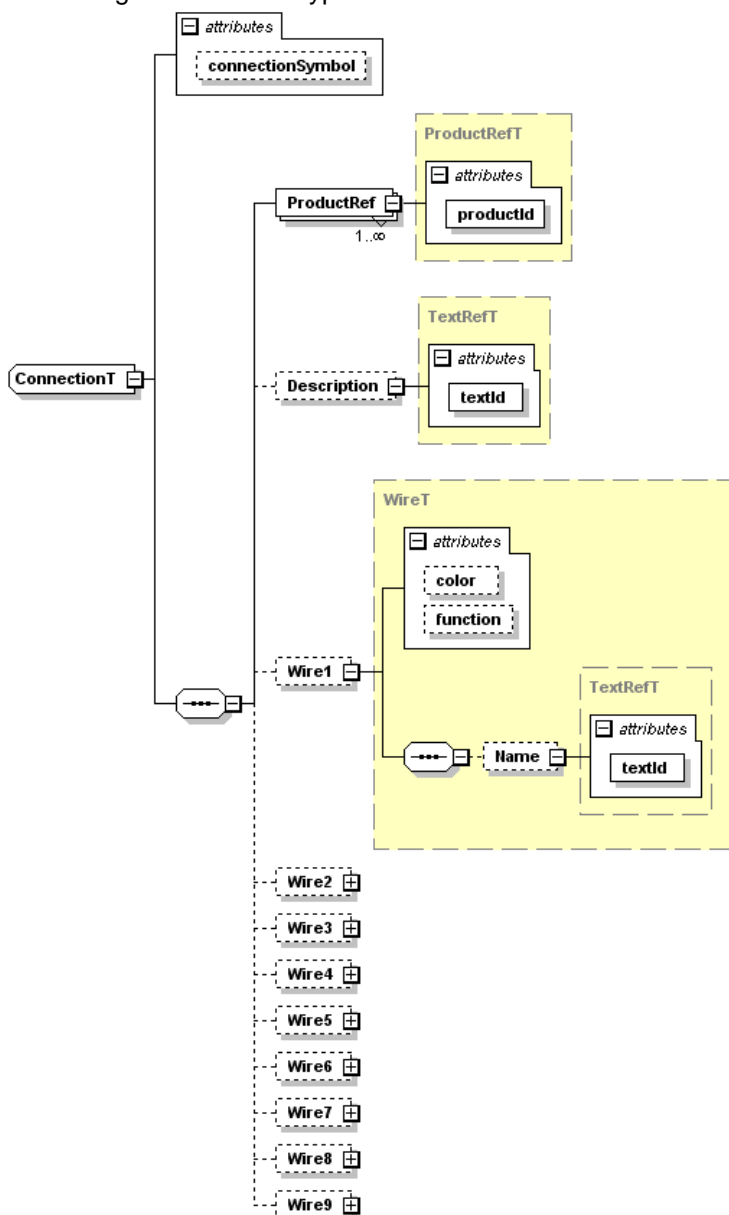 attributes
connectionSymbol
ProductRefT
attributes
ProductRef
productId
1..∞
TextRefT
attributes
ConnectionT
Description
textId
WireT
attributes
color
function
Wire1
TextRefT
attributes
Name
textId
Wire2
Wire3
Wire4
Wire5
Wire6
Wire7
Wire8
Wire9